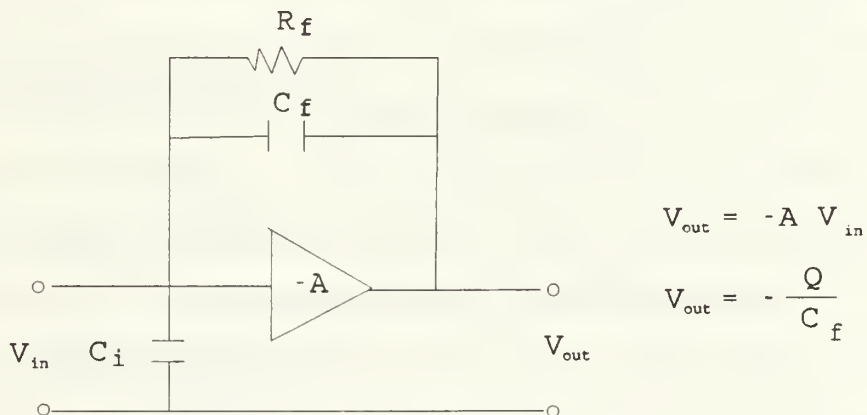 R_f
C_f
-A
V_in
C_i
V_out
V_out = -A V_in
V_out = - Q / C_f